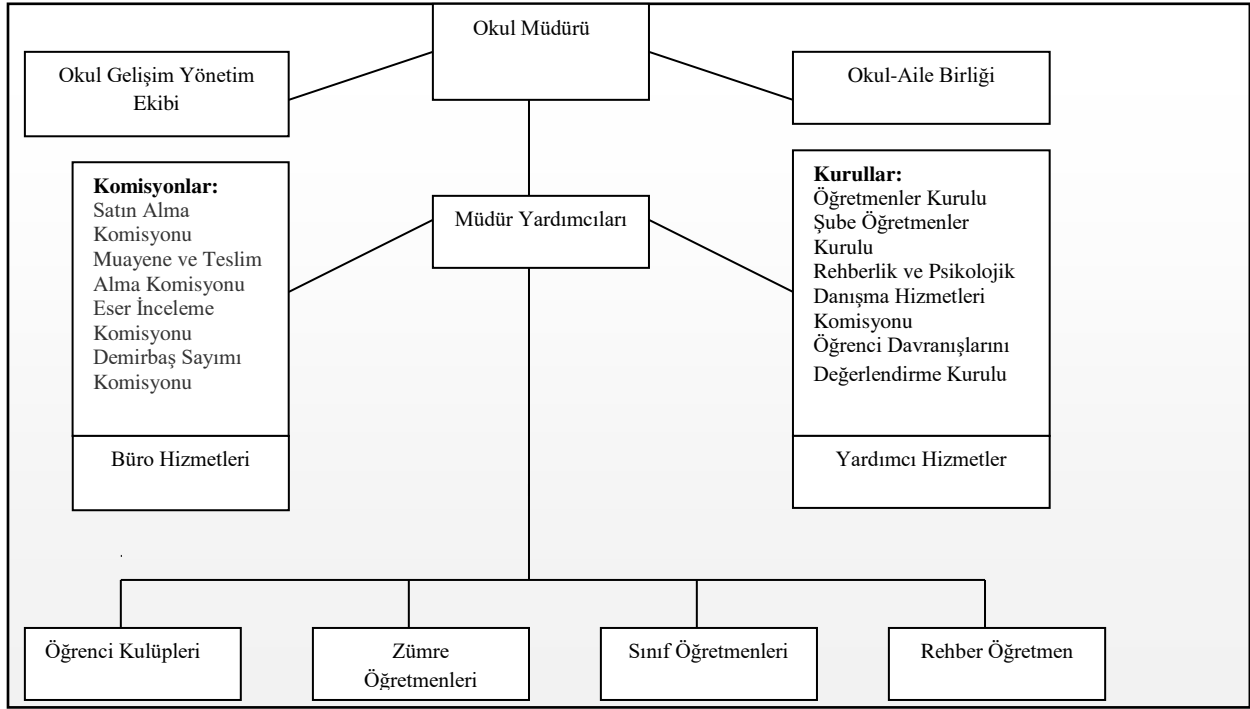 Okul Müdürü
Okul Gelişim Yönetim
Ekibi
Okul-Aile Birliği
Komisyonlar:
Satın Alma
Komisyonu
Muayene ve Teslim
Alma Komisyonu
Eser İnceleme
Komisyonu
Demirbaş Sayımı
Komisyonu
Müdür Yardımcıları
Kurullar:
Öğretmenler Kurulu
Şube Öğretmenler
Kurulu
Rehberlik ve Psikolojik
Danışma Hizmetleri
Komisyonu
Öğrenci Davranışlarını
Değerlendirme Kurulu
Büro Hizmetleri
Yardımcı Hizmetler
Öğrenci Kulüpleri
Zümre
Öğretmenleri
Sınıf Öğretmenleri
Rehber Öğretmen